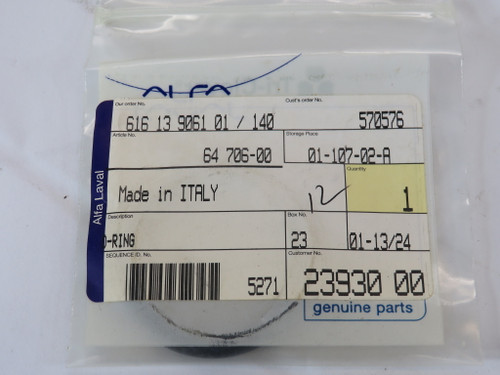 ALFA
Our order No.
Cust's order No.
616 13 9061 01 / 140
570576
Article No.
Storage Place
64 706-00
01-107-02-A
Quantity
Made in ITALY
12
1
Alfa Laval
Description
Box No.
O-RING
23
01-13/24
SEQUENCE ID. No.
Customer No.
5271
23930 00
genuine parts